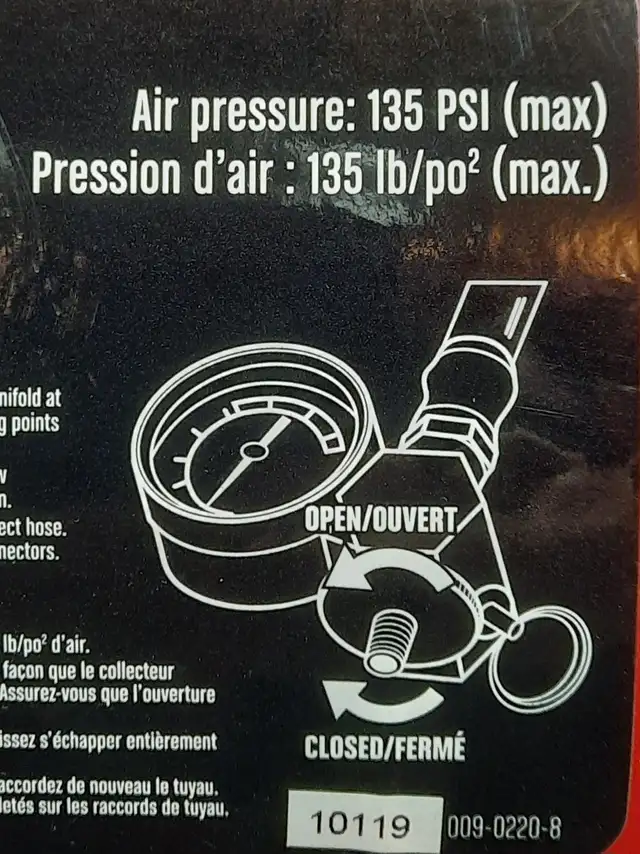 Air pressure: 135 PSI (max)
Pression d'air : 135 lb/po² (max.)
nifold at
g points
w
n.
ect hose.
nectors.
OPEN/OUVERT
lb/po² d'air.
façon que le collecteur
Assurez-vous que l'ouverture
issez s'échapper entièrement
accordez de nouveau le tuyau.
letés sur les raccords de tuyau.
CLOSED/FERMÉ
10119 009-0220-8